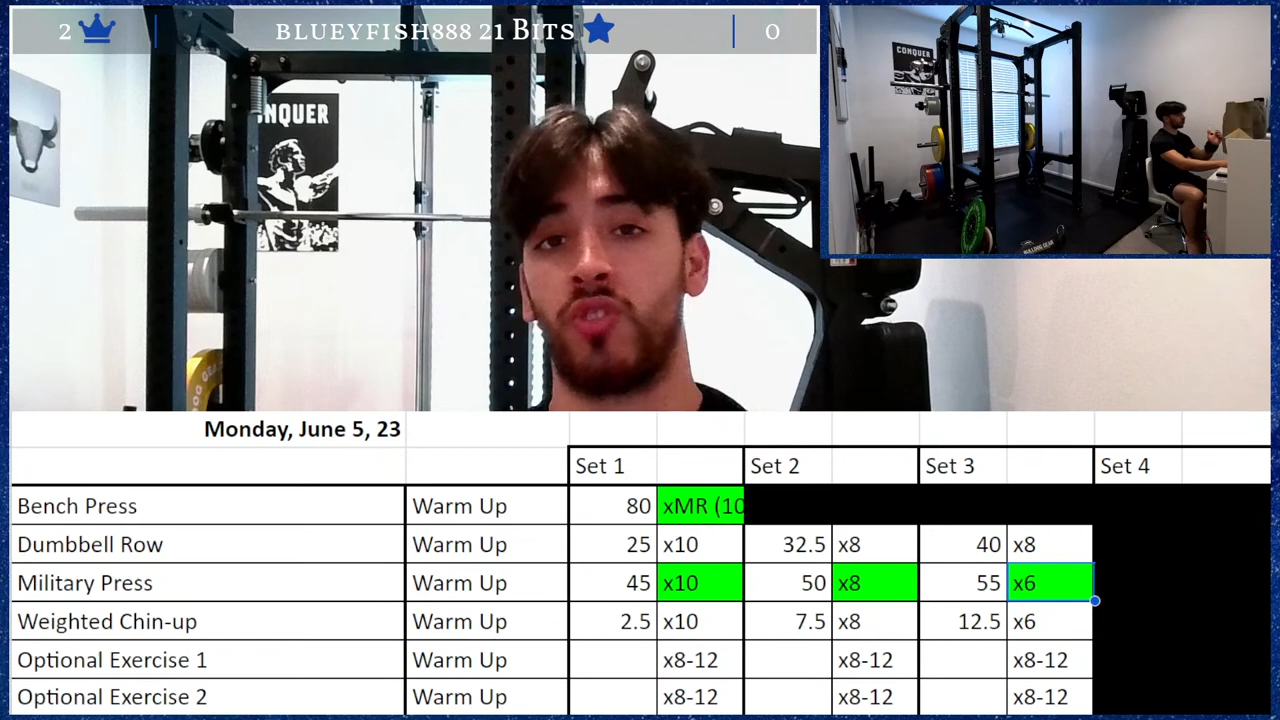 2 BLUEYFISH888 21 BITS 0
CONQUER
NQUER
Monday, June 5, 23
Set 1 Set 2 Set 3 Set 4
Bench Press Warm Up 80 xMR (10
Dumbbell Row Warm Up 25 x10 32.5 x8 40 x8
Military Press Warm Up 45 x10 50 x8 55 x6
Weighted Chin-up Warm Up 2.5 x10 7.5 x8 12.5 x6
Optional Exercise 1 Warm Up x8-12 x8-12 x8-12
Optional Exercise 2 Warm Up x8-12 x8-12 x8-12